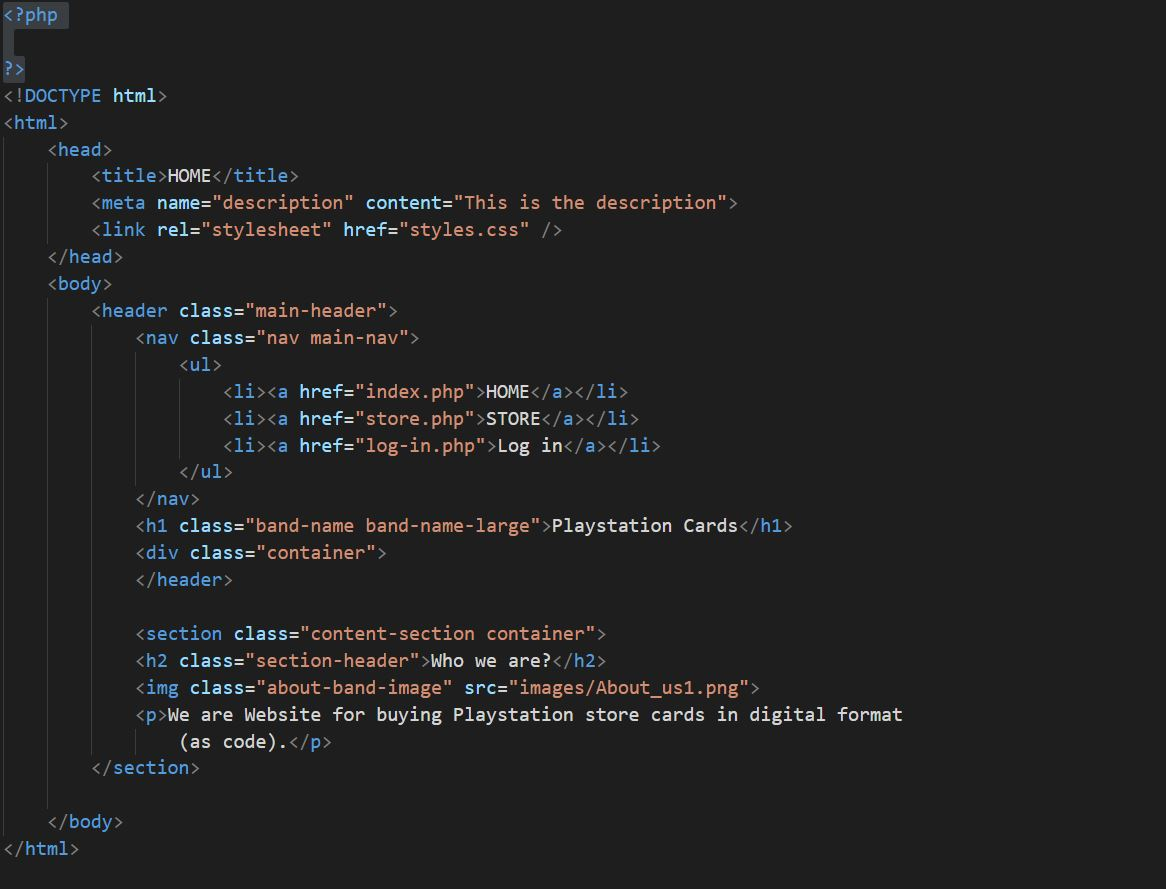 <?php

?>
<!DOCTYPE html>
<html>
    <head>
        <title>HOME</title>
        <meta name="description" content="This is the description">
        <link rel="stylesheet" href="styles.css" />
    </head>
    <body>
        <header class="main-header">
            <nav class="nav main-nav">
                <ul>
                    <li><a href="index.php">HOME</a></li>
                    <li><a href="store.php">STORE</a></li>
                    <li><a href="log-in.php">Log in</a></li>
                </ul>
            </nav>
            <h1 class="band-name band-name-large">Playstation Cards</h1>
            <div class="container">
            </header>

            <section class="content-section container">
            <h2 class="section-header">Who we are?</h2>
            <img class="about-band-image" src="images/About_us1.png">
            <p>We are Website for buying Playstation store cards in digital format
                (as code).</p>
        </section>

    </body>
</html>